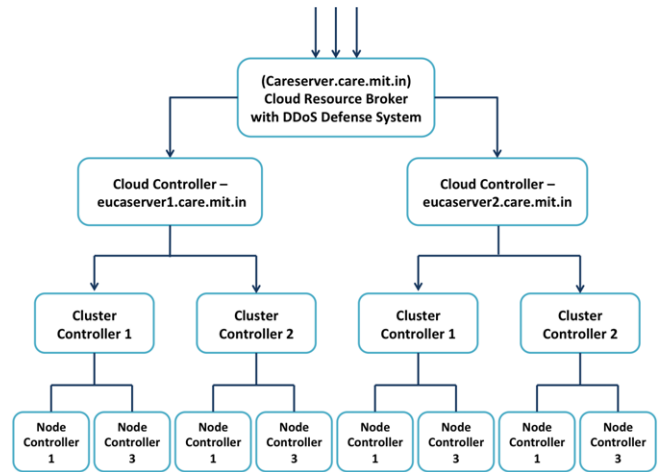 (Careserver.care.mit.in)
Cloud Resource Broker
with DDoS Defense System
Cloud Controller –
eucaserver1.care.mit.in
Cloud Controller –
eucaserver2.care.mit.in
Cluster
Controller 1
Cluster
Controller 2
Cluster
Controller 1
Cluster
Controller 2
Node
Controller
1
Node
Controller
3
Node
Controller
1
Node
Controller
3
Node
Controller
1
Node
Controller
3
Node
Controller
1
Node
Controller
3